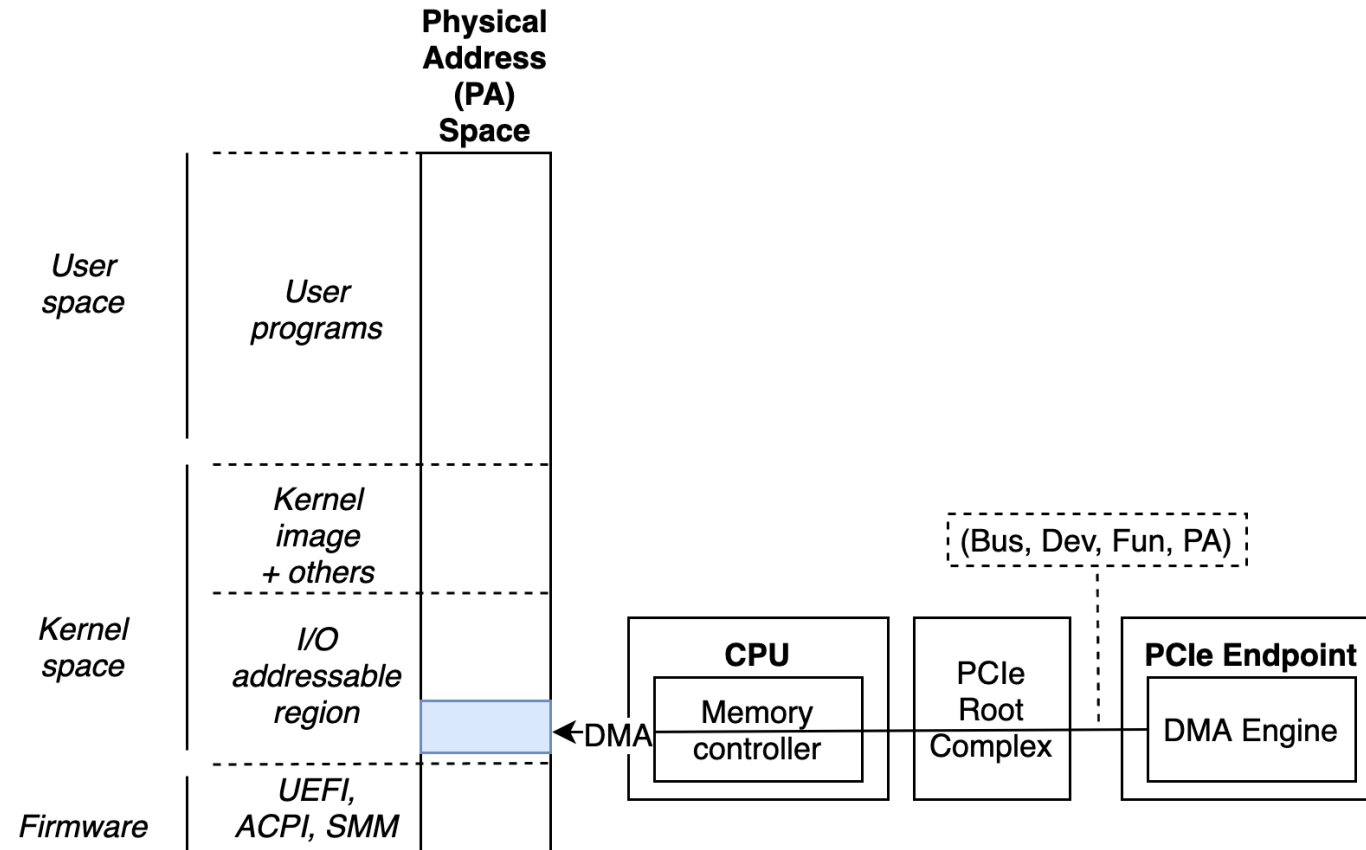 Physical
Address
(PA)
Space
User
space
User
programs
Kernel
image
+ others
Kernel
space
I/O
addressable
region
Firmware
UEFI,
ACPI, SMM
DMA
CPU
Memory
controller
PCIe
Root
Complex
(Bus, Dev, Fun, PA)
PCIe Endpoint
DMA Engine